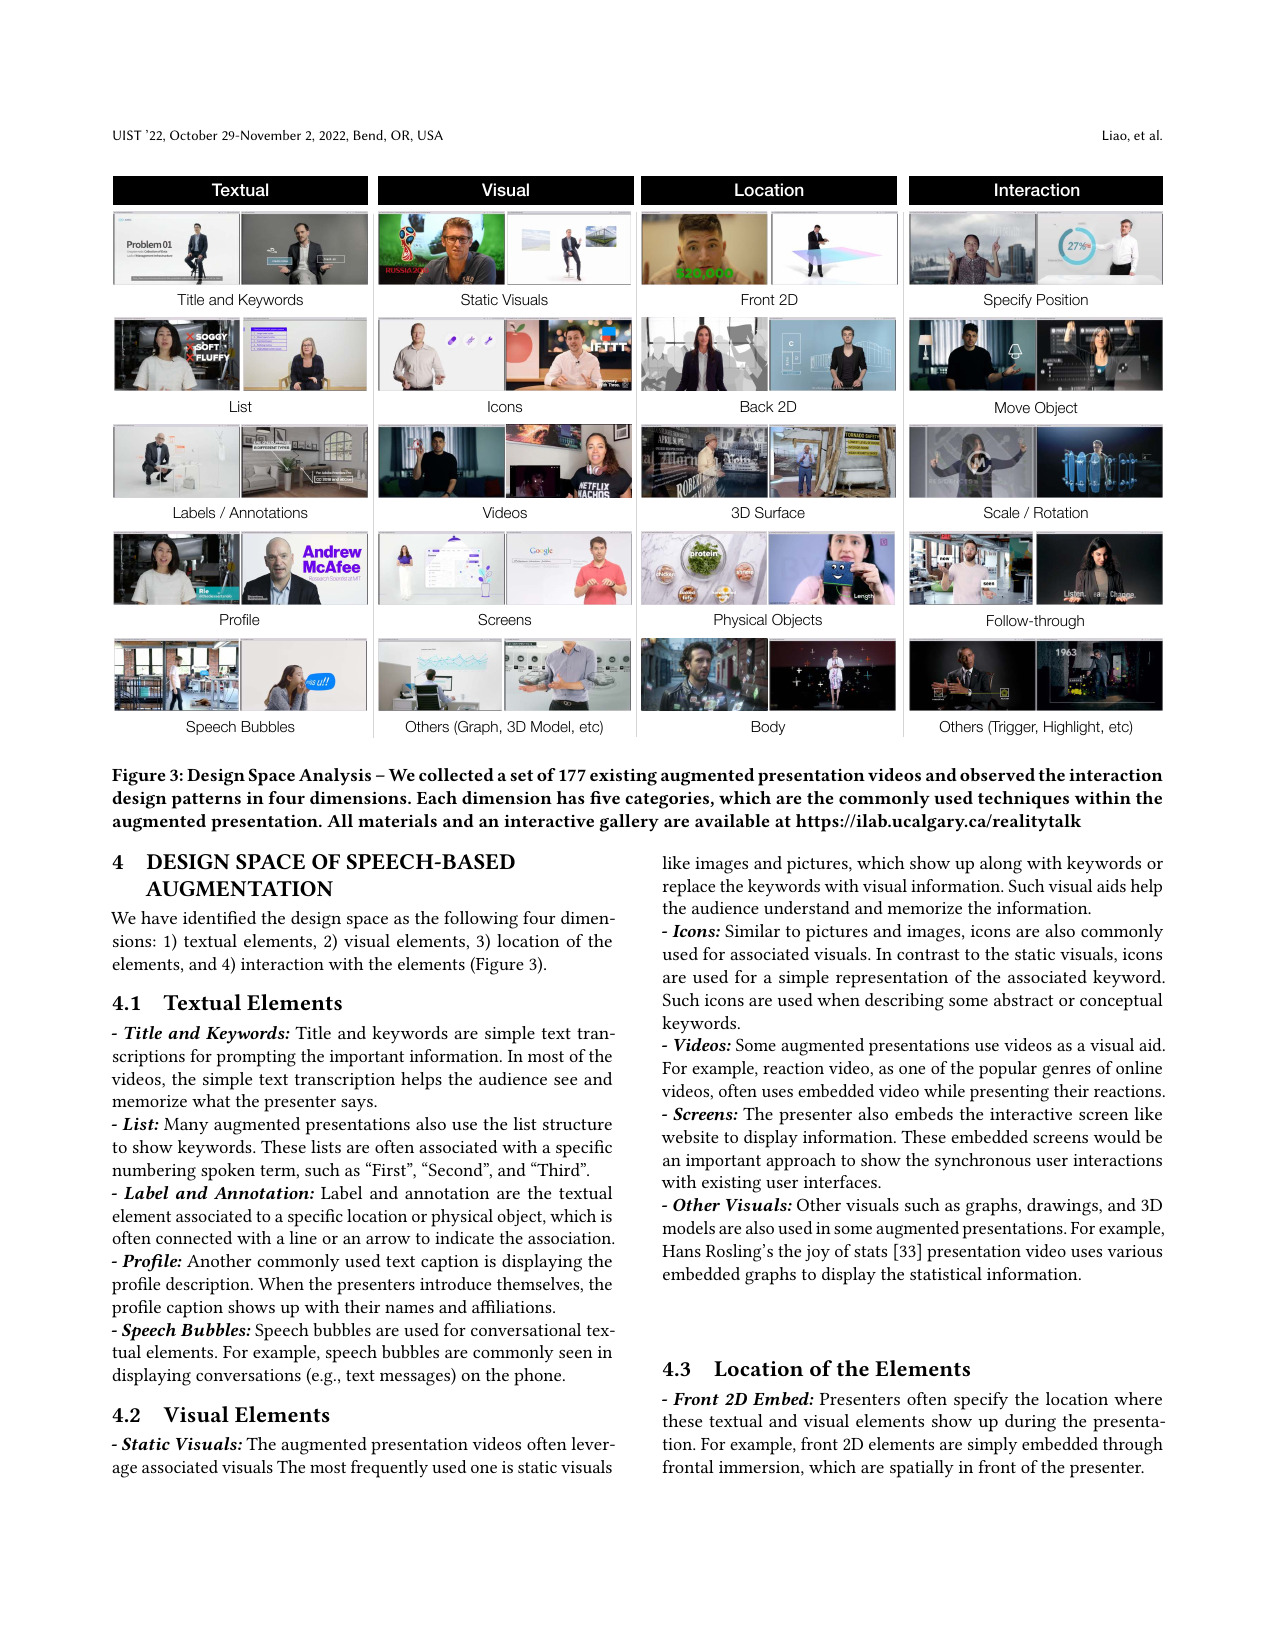 UIST ’22, October 29-November 2, 2022, Bend, OR, USA
Liao, et al.
Textual
Visual
Location
Interaction
Problem 01
RUSSIA 20
$20,000
27%
Title and Keywords
Static Visuals
Front 2D
Specify Position
SOGGY
SOFT
FLUFFY
IFTTT
C
List
Icons
Back 2D
Move Object
NETFLIX
NACHOS
M
Labels / Annotations
Videos
3D Surface
Scale / Rotation
Rie
Andrew
McAfee
Research Scientist at MIT
Google
protein
Length
now
seen
Listen.
Change.
Profile
Screens
Physical Objects
Follow-through
u!!
1963
Speech Bubbles
Others (Graph, 3D Model, etc)
Body
Others (Trigger, Highlight, etc)
Figure 3: Design Space Analysis – We collected a set of 177 existing augmented presentation videos and observed the interaction
design patterns in four dimensions. Each dimension has five categories, which are the commonly used techniques within the
augmented presentation. All materials and an interactive gallery are available at https://ilab.ucalgary.ca/realitytalk
4 DESIGN SPACE OF SPEECH-BASED
AUGMENTATION
We have identified the design space as the following four dimen-
sions: 1) textual elements, 2) visual elements, 3) location of the
elements, and 4) interaction with the elements (Figure 3).
4.1 Textual Elements
- Title and Keywords: Title and keywords are simple text tran-
scriptions for prompting the important information. In most of the
videos, the simple text transcription helps the audience see and
memorize what the presenter says.
- List: Many augmented presentations also use the list structure
to show keywords. These lists are often associated with a specific
numbering spoken term, such as “First”, “Second”, and “Third”.
- Label and Annotation: Label and annotation are the textual
element associated to a specific location or physical object, which is
often connected with a line or an arrow to indicate the association.
- Profile: Another commonly used text caption is displaying the
profile description. When the presenters introduce themselves, the
profile caption shows up with their names and affiliations.
- Speech Bubbles: Speech bubbles are used for conversational tex-
tual elements. For example, speech bubbles are commonly seen in
displaying conversations (e.g., text messages) on the phone.
4.2 Visual Elements
- Static Visuals: The augmented presentation videos often lever-
age associated visuals The most frequently used one is static visuals
like images and pictures, which show up along with keywords or
replace the keywords with visual information. Such visual aids help
the audience understand and memorize the information.
- Icons: Similar to pictures and images, icons are also commonly
used for associated visuals. In contrast to the static visuals, icons
are used for a simple representation of the associated keyword.
Such icons are used when describing some abstract or conceptual
keywords.
- Videos: Some augmented presentations use videos as a visual aid.
For example, reaction video, as one of the popular genres of online
videos, often uses embedded video while presenting their reactions.
- Screens: The presenter also embeds the interactive screen like
website to display information. These embedded screens would be
an important approach to show the synchronous user interactions
with existing user interfaces.
- Other Visuals: Other visuals such as graphs, drawings, and 3D
models are also used in some augmented presentations. For example,
Hans Rosling’s the joy of stats [33] presentation video uses various
embedded graphs to display the statistical information.
4.3 Location of the Elements
- Front 2D Embed: Presenters often specify the location where
these textual and visual elements show up during the presenta-
tion. For example, front 2D elements are simply embedded through
frontal immersion, which are spatially in front of the presenter.